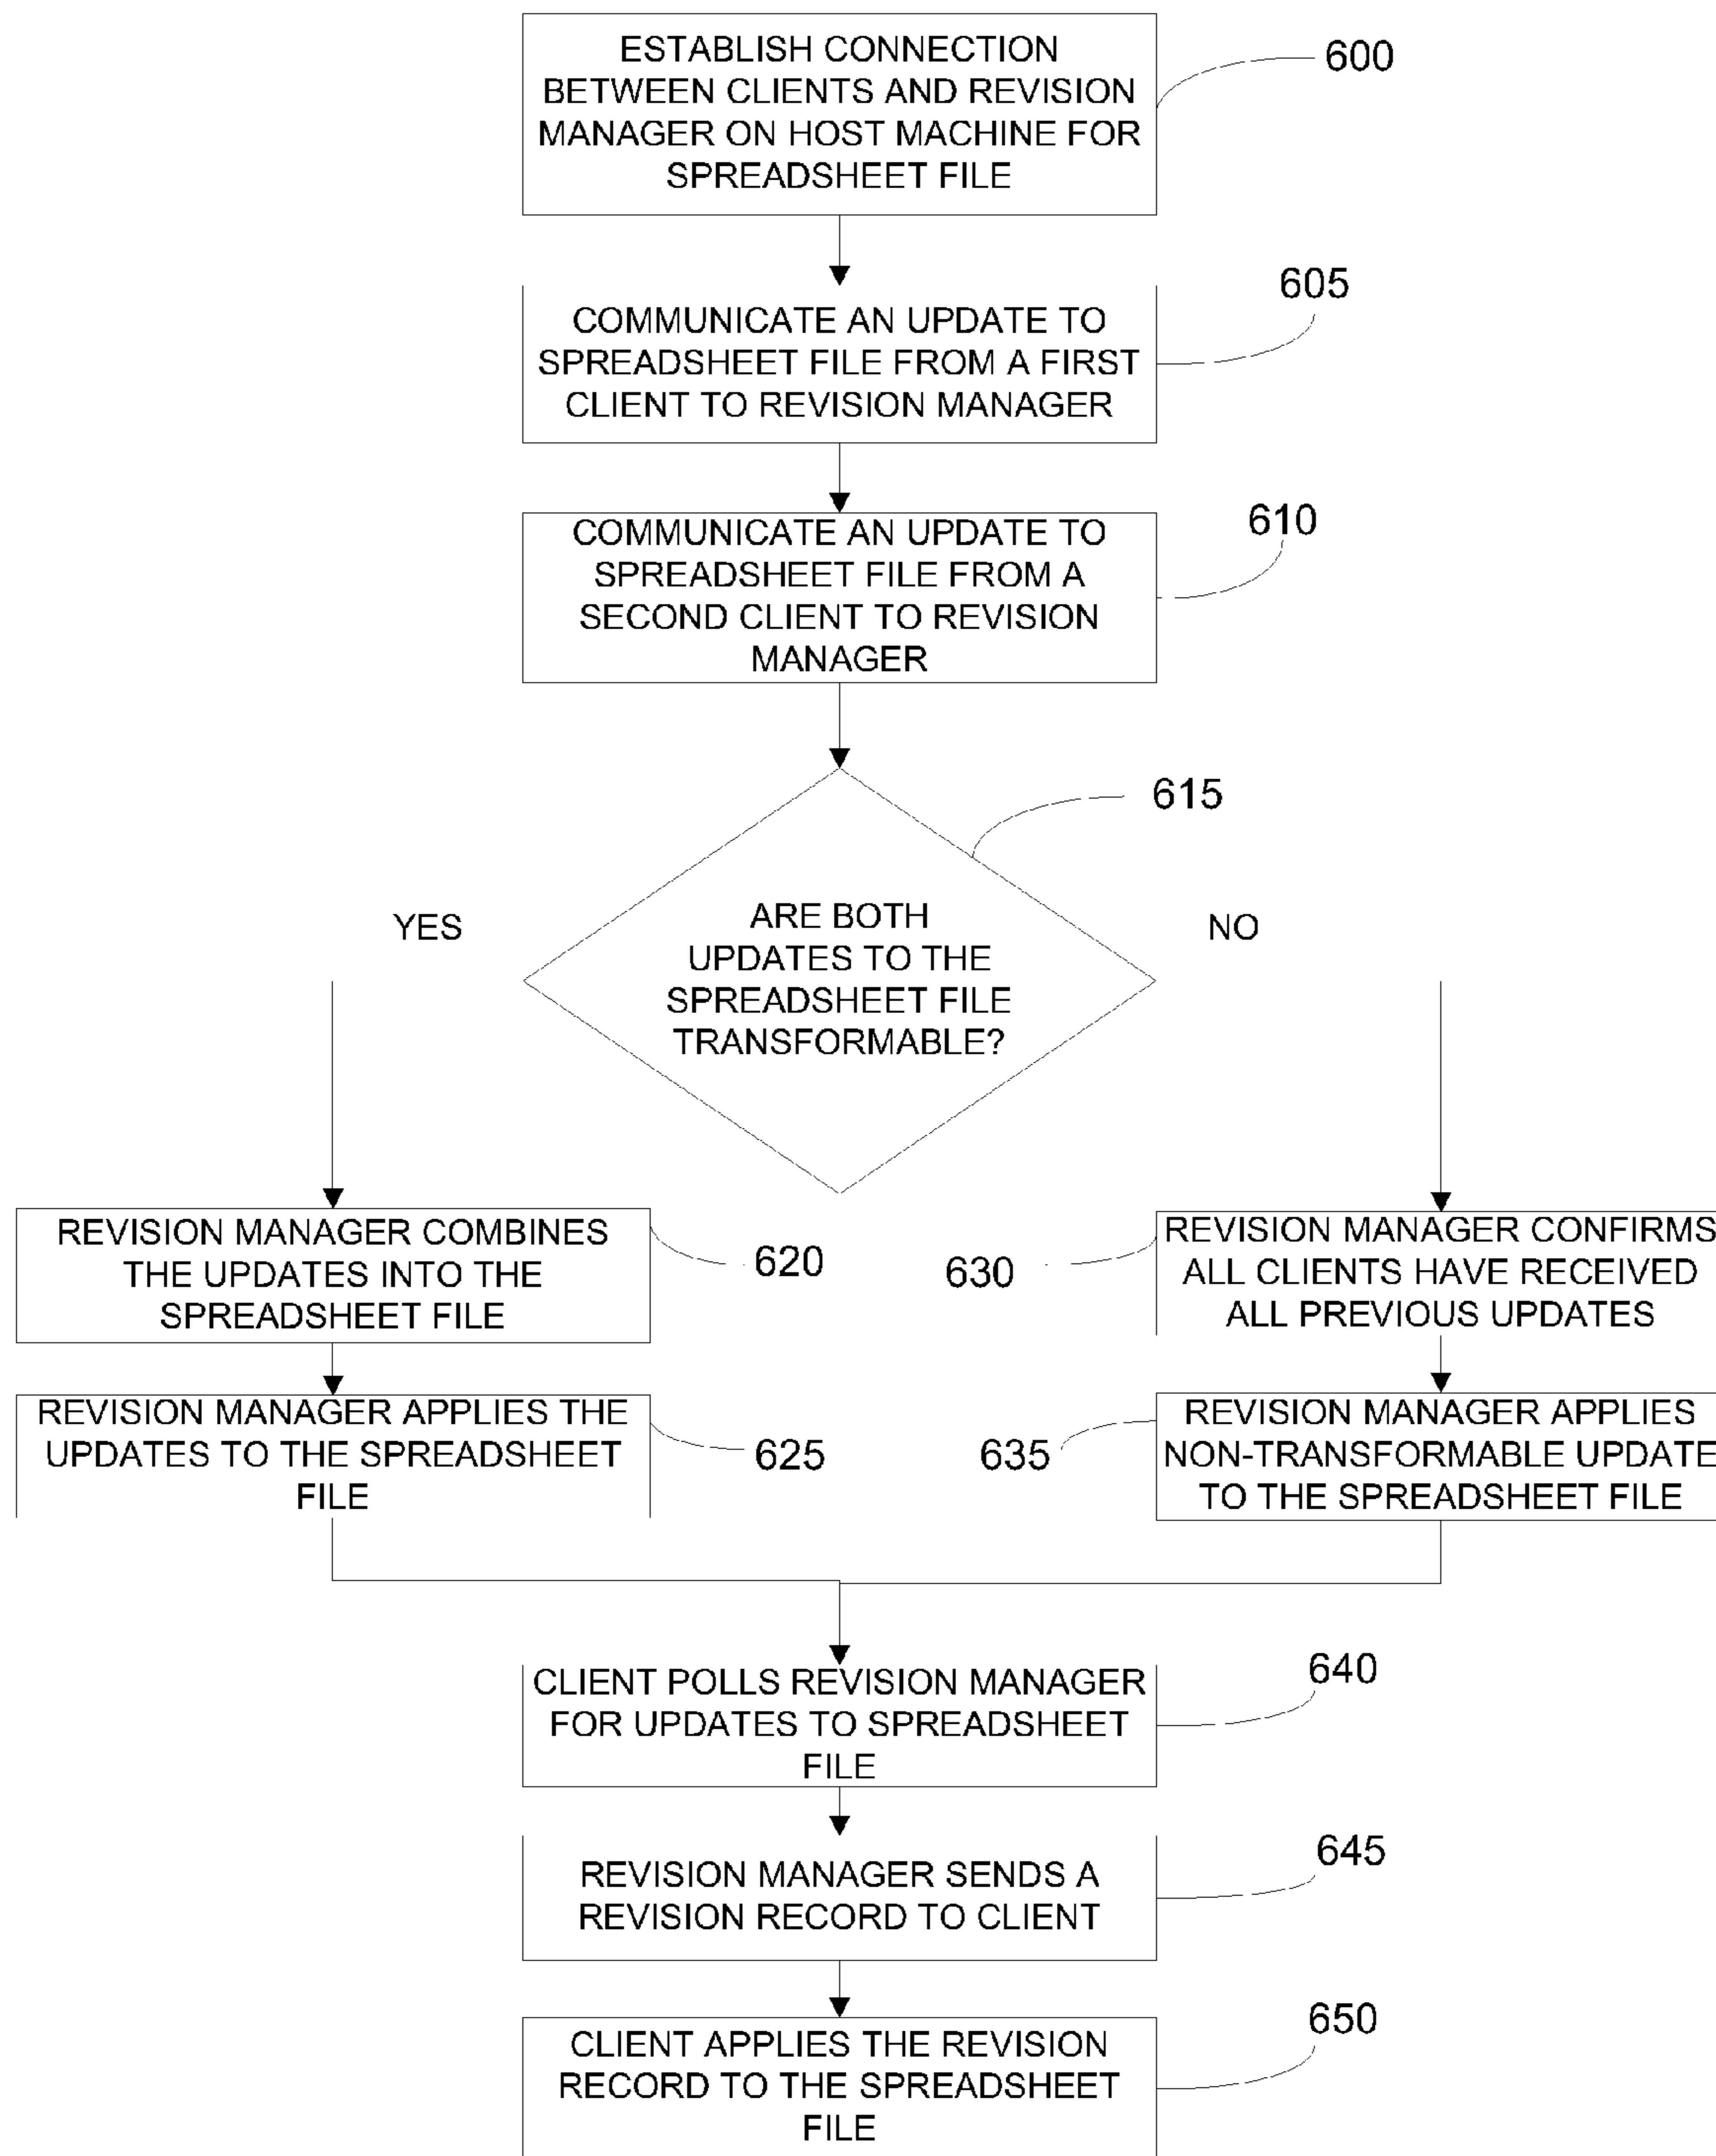 ESTABLISH CONNECTION
BETWEEN CLIENTS AND REVISION
MANAGER ON HOST MACHINE FOR
SPREADSHEET FILE
600
COMMUNICATE AN UPDATE TO
SPREADSHEET FILE FROM A FIRST
CLIENT TO REVISION MANAGER
605
COMMUNICATE AN UPDATE TO
SPREADSHEET FILE FROM A
SECOND CLIENT TO REVISION
MANAGER
610
615
YES
ARE BOTH
UPDATES TO THE
SPREADSHEET FILE
TRANSFORMABLE?
NO
REVISION MANAGER COMBINES
THE UPDATES INTO THE
SPREADSHEET FILE
620
630
REVISION MANAGER CONFIRMS
ALL CLIENTS HAVE RECEIVED
ALL PREVIOUS UPDATES
REVISION MANAGER APPLIES THE
UPDATES TO THE SPREADSHEET
FILE
625
635
REVISION MANAGER APPLIES
NON-TRANSFORMABLE UPDATE
TO THE SPREADSHEET FILE
CLIENT POLLS REVISION MANAGER
FOR UPDATES TO SPREADSHEET
FILE
640
REVISION MANAGER SENDS A
REVISION RECORD TO CLIENT
645
CLIENT APPLIES THE REVISION
RECORD TO THE SPREADSHEET
FILE
650